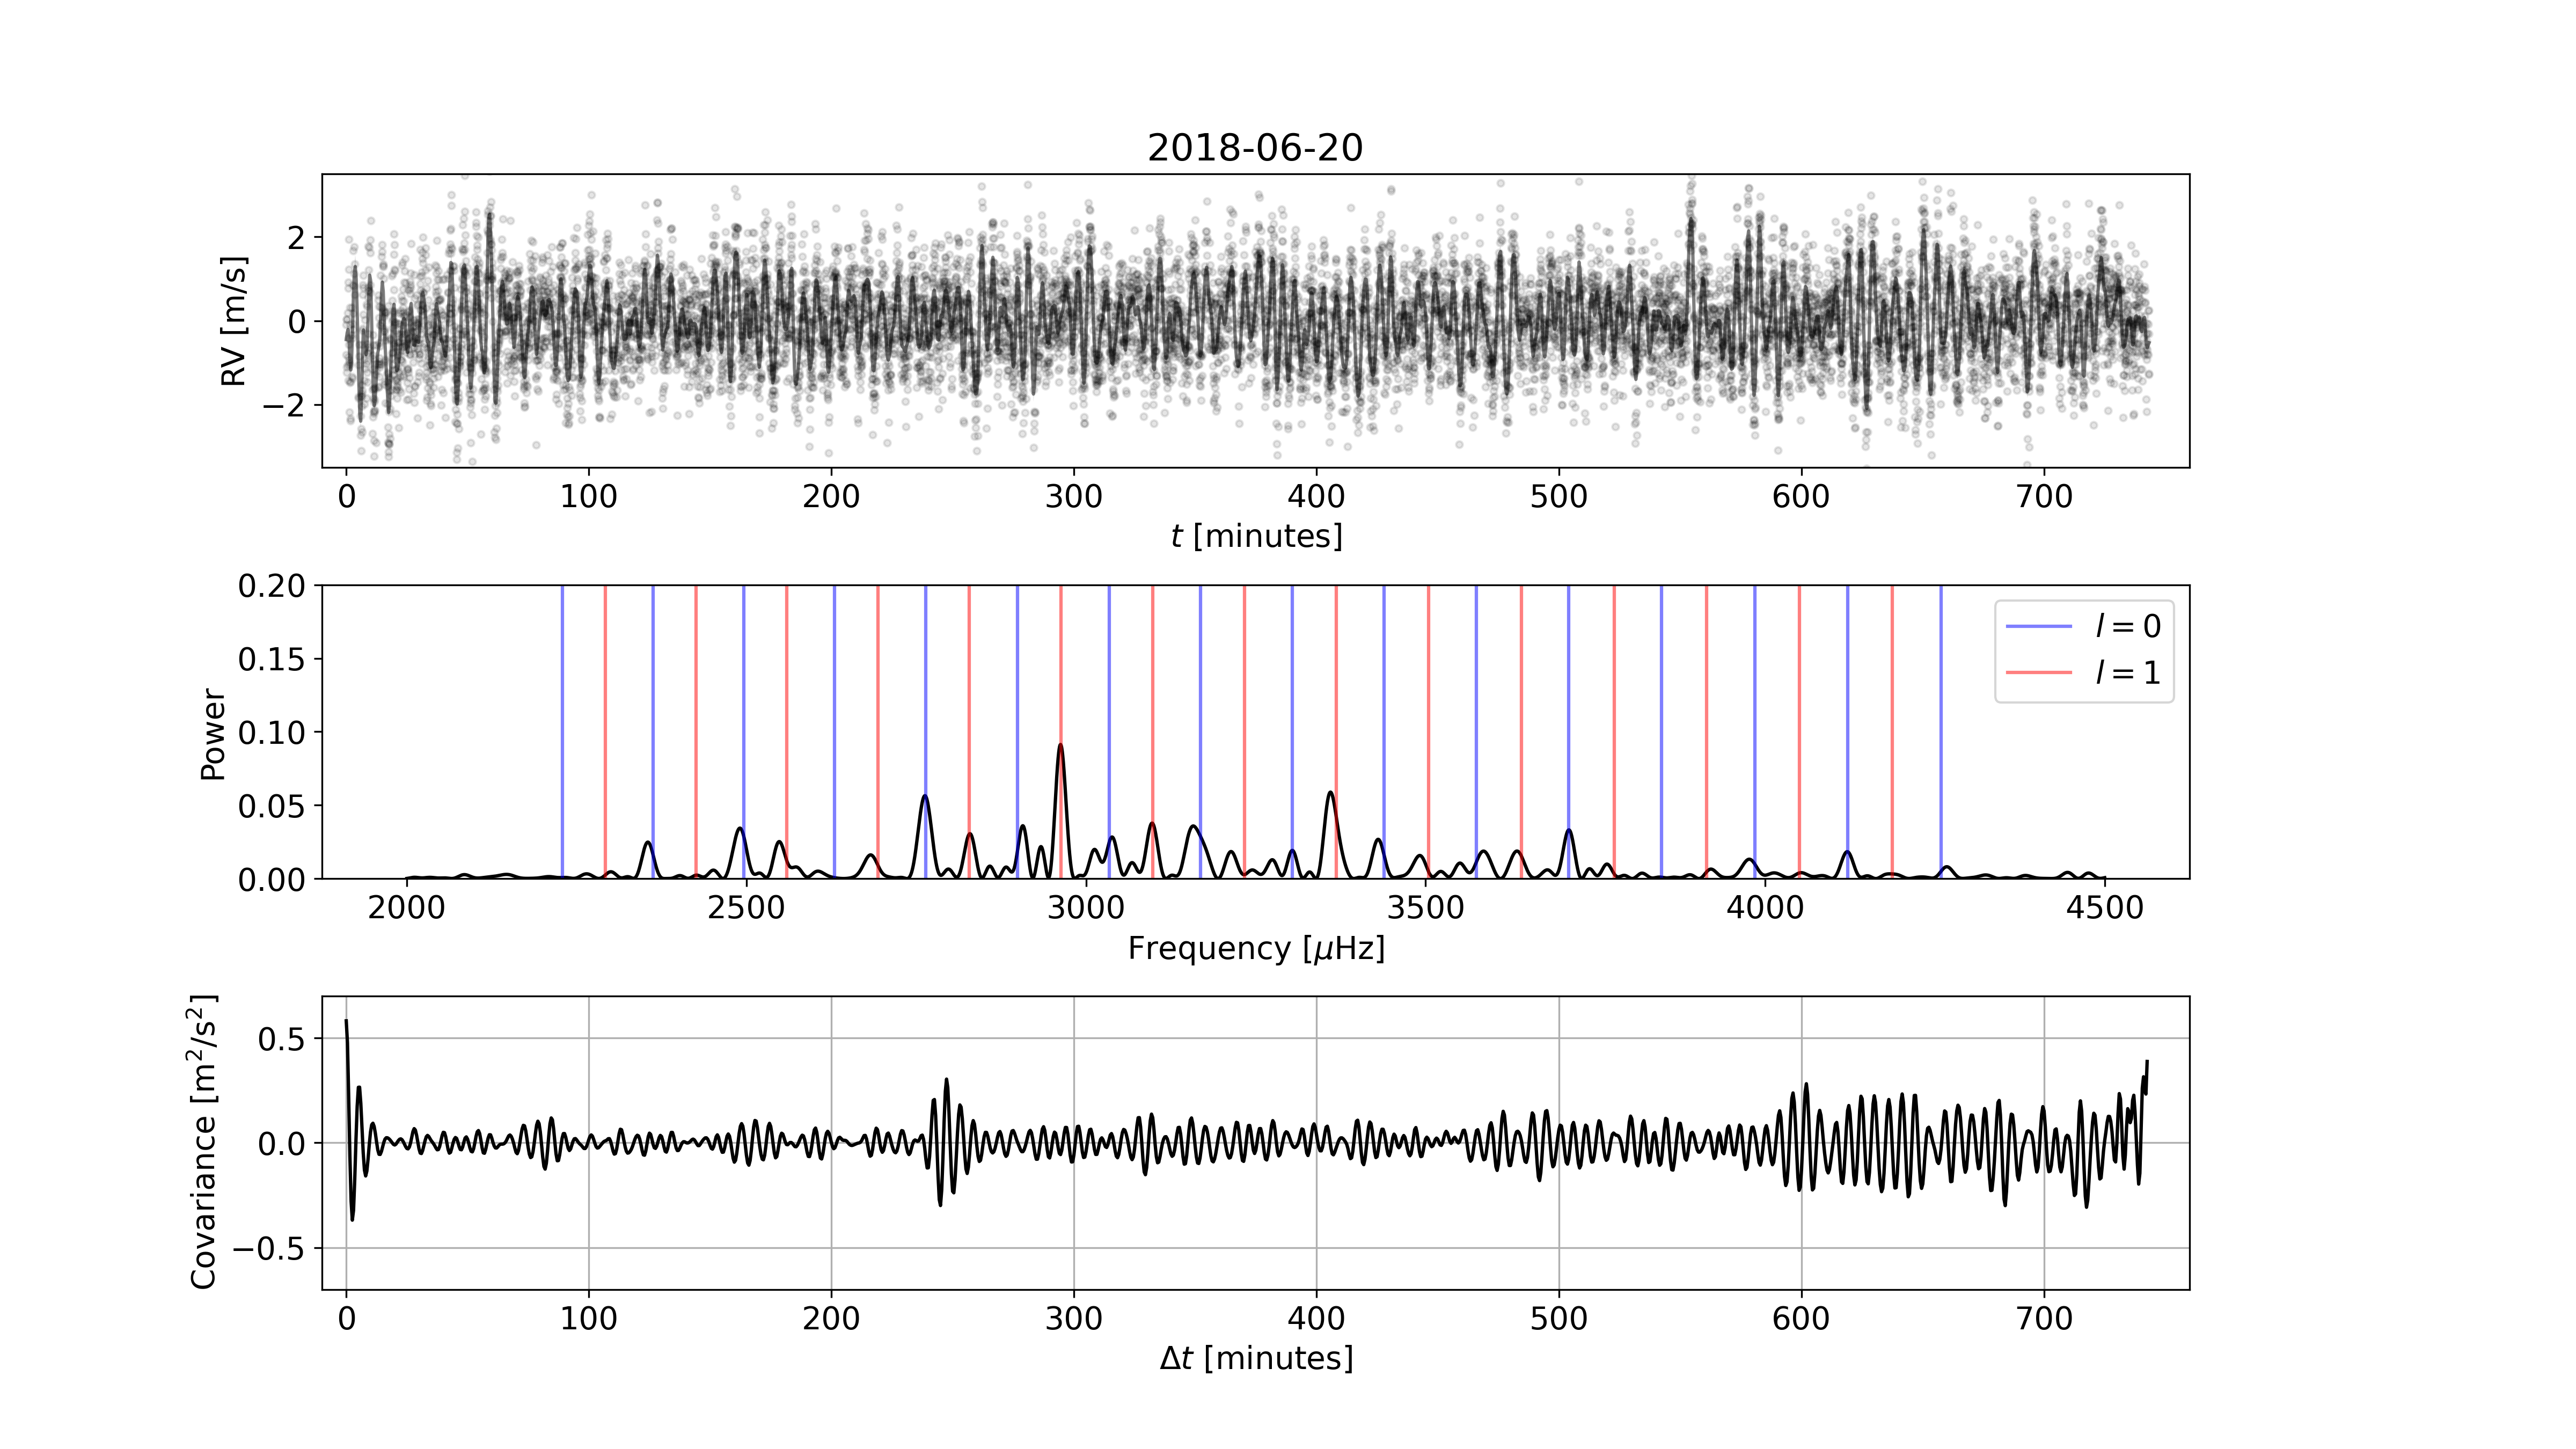 2018-06-20
RV [m/s]
2
0
−2
0 100 200 300 400 500 600 700
t [minutes]
Power
0.20
0.15
0.10
0.05
0.00
l = 0
l = 1
2000 2500 3000 3500 4000 4500
Frequency [μHz]
Covariance [m²/s²]
0.5
0.0
−0.5
0 100 200 300 400 500 600 700
Δt [minutes]